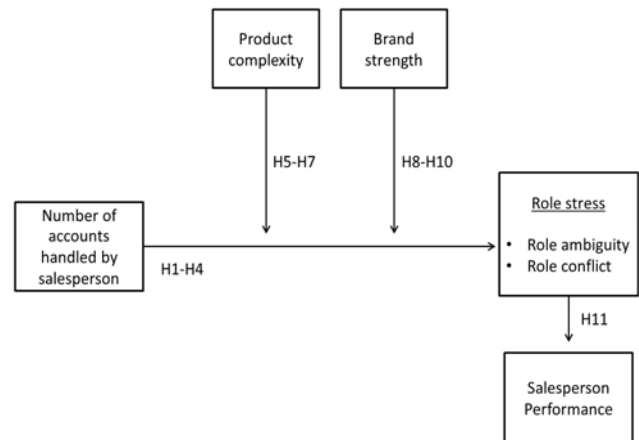 Product
complexity
Brand
strength
H5-H7
H8-H10
Number of
accounts
handled by
salesperson
H1-H4
Role stress
• Role ambiguity
• Role conflict
H11
Salesperson
Performance